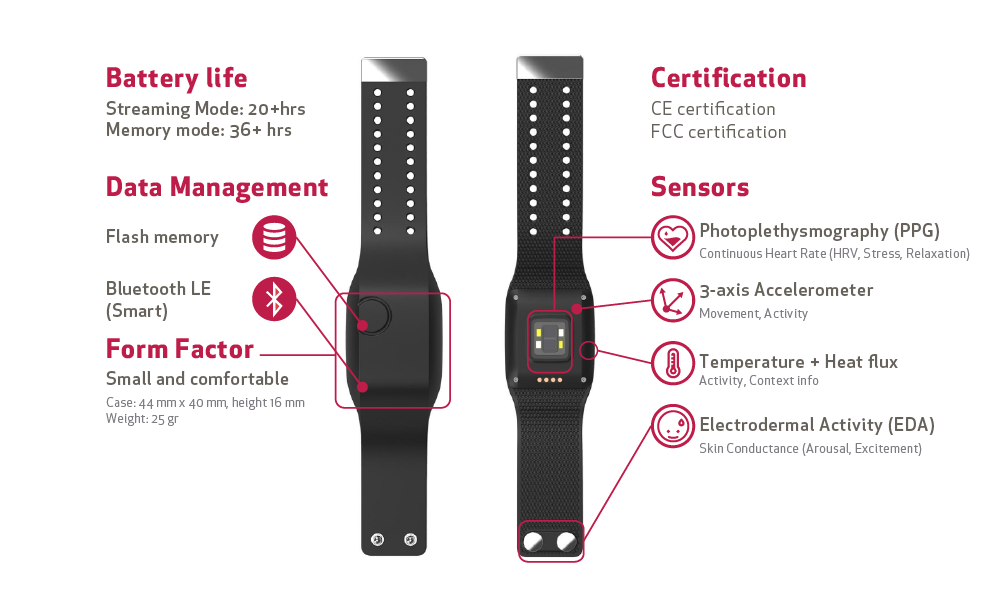 Battery life
Streaming Mode: 20+hrs
Memory mode: 36+ hrs
Data Management
Flash memory
Bluetooth LE
(Smart)
Form Factor
Small and comfortable
Case: 44 mm x 40 mm, height 16 mm
Weight: 25 gr
Certification
CE certification
FCC certification
Sensors
Photoplethysmography (PPG)
Continuous Heart Rate (HRV, Stress, Relaxation)
3-axis Accelerometer
Movement, Activity
Temperature + Heat flux
Activity, Context info
Electrodermal Activity (EDA)
Skin Conductance (Arousal, Excitement)